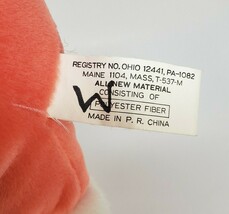 REGISTRY NO. OHIO 12441, PA-1082
MAINE 1104, MASS, T-537-M
ALL NEW MATERIAL
CONSISTING OF
POLYESTER FIBER
MADE IN P. R. CHINA
W